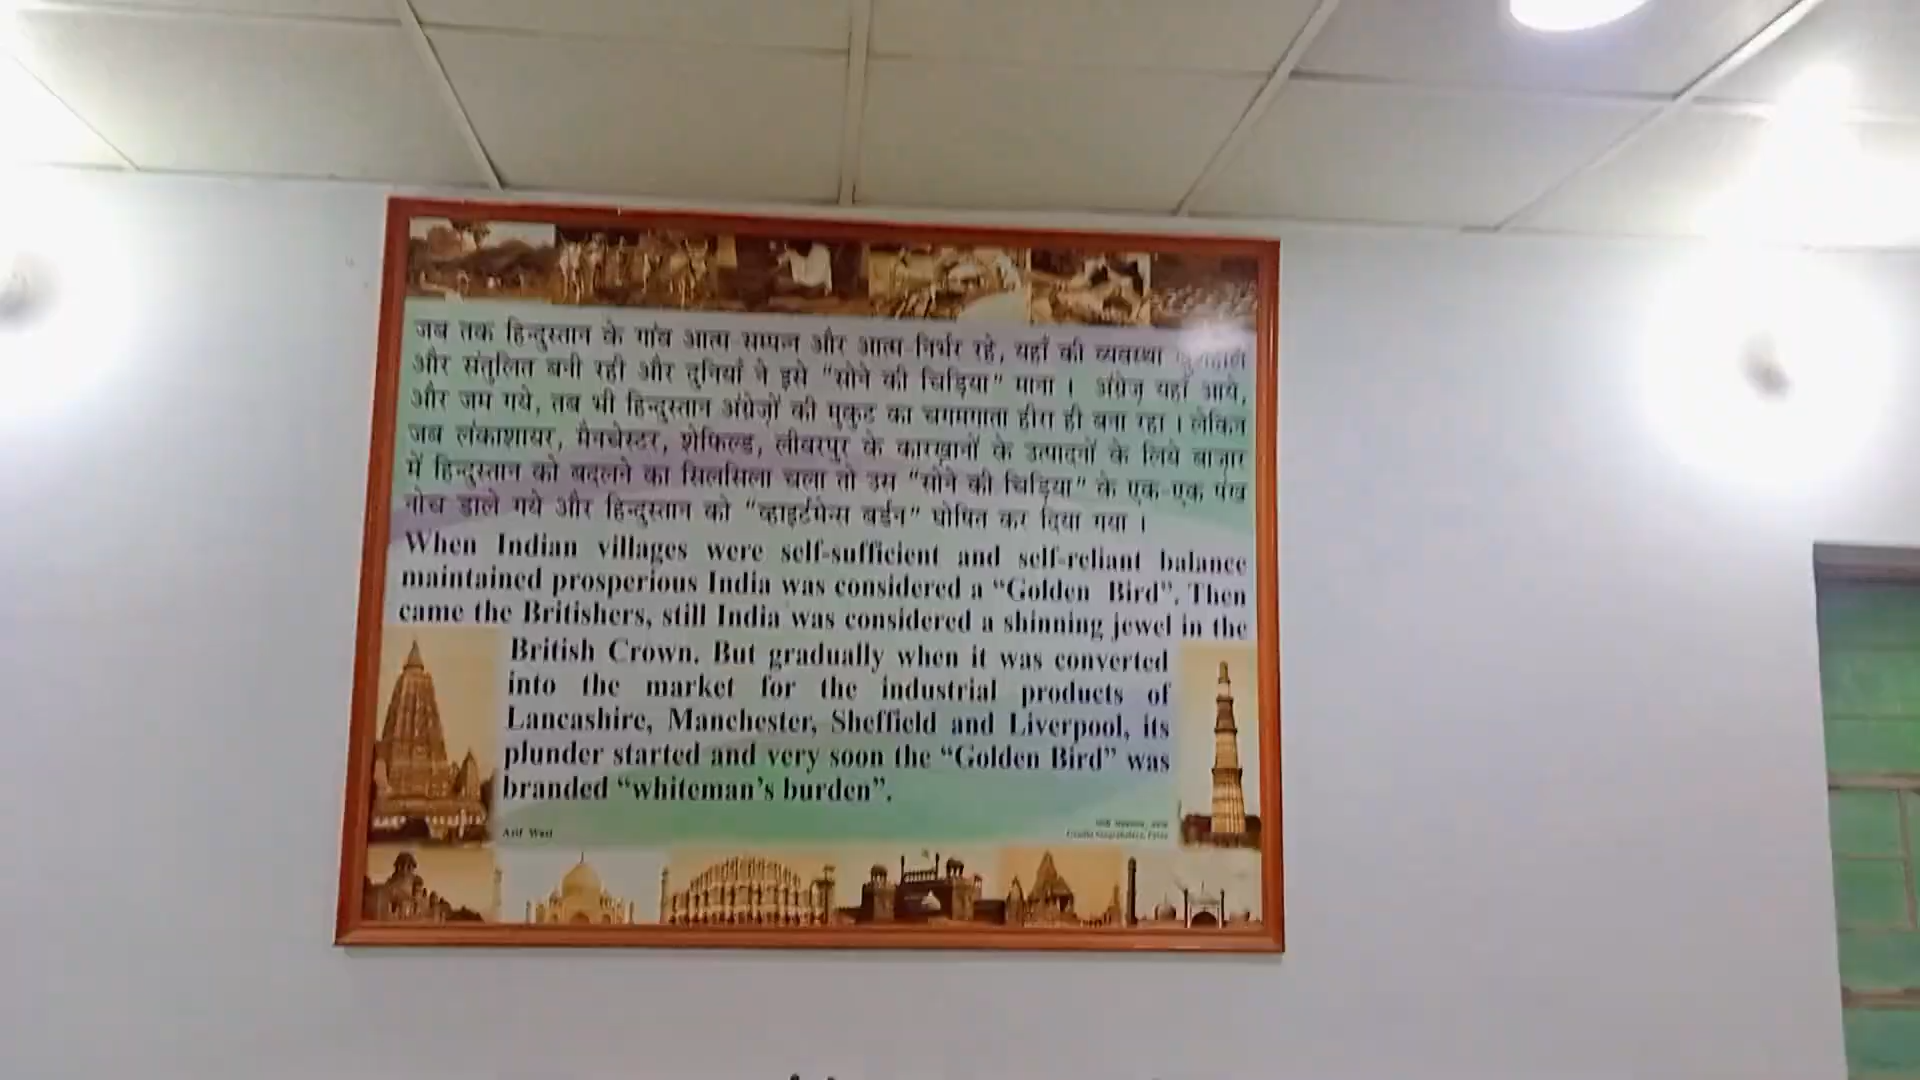 जब तक हिन्दुस्तान के गांव आत्म सम्पन्न और आत्म-निर्भर रहे, यहाँ की व्यवस्था
और संतुलित बनी रही और दुनियाँ ने इसे “सोने की चिड़िया” माना । अंग्रेज़ यहाँ आये,
और जम गये, तब भी हिन्दुस्तान अंग्रेज़ों की मुकुट का चगमगाता हीरा ही बना रहा । लेकिन
जब लंकाशायर, मैनचेस्टर, शेफिल्ड, लीवरपुर के कारख़ानों के उत्पादनों के लिये बाज़ार
में हिन्दुस्तान को बदलने का सिलसिला चला तो उस “सोने की चिड़िया” के एक-एक पंख
नोच डाले गये और हिन्दुस्तान को “व्हाइटमेन्स बर्डन” घोषित कर दिया गया ।
When Indian villages were self-sufficient and self-reliant balance
maintained prosperious India was considered a “Golden Bird”. Then
came the Britishers, still India was considered a shinning jewel in the
British Crown. But gradually when it was converted
into the market for the industrial products of
Lancashire, Manchester, Sheffield and Liverpool, its
plunder started and very soon the “Golden Bird” was
branded “whiteman’s burden”.